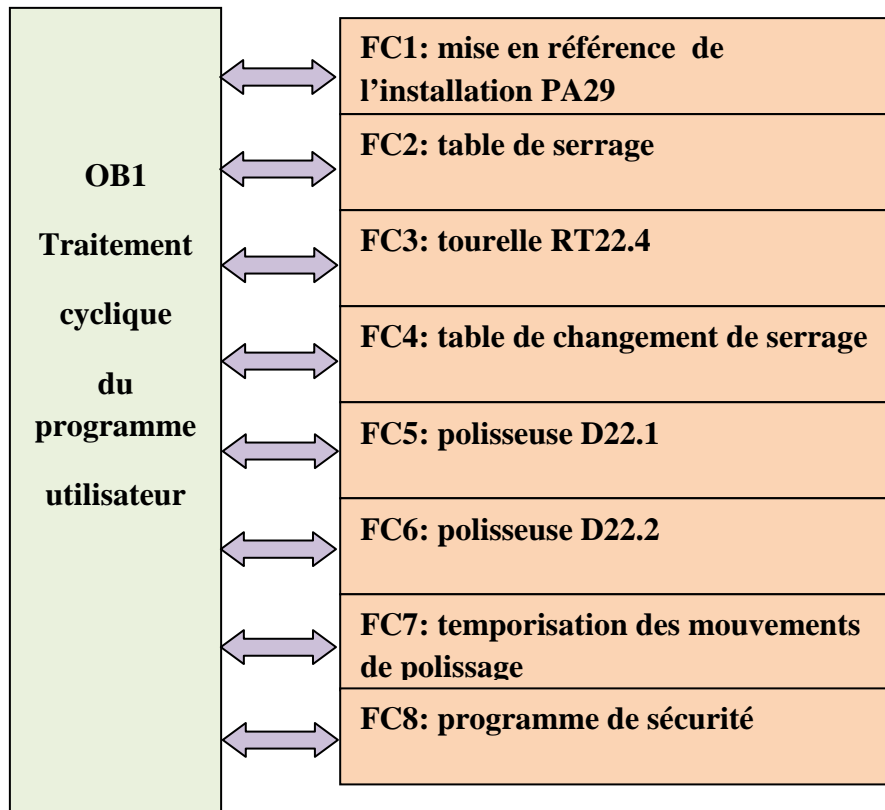 OB1
Traitement
cyclique
du
programme
utilisateur
FC1: mise en référence de
l’installation PA29
FC2: table de serrage
FC3: tourelle RT22.4
FC4: table de changement de serrage
FC5: polisseuse D22.1
FC6: polisseuse D22.2
FC7: temporisation des mouvements
de polissage
FC8: programme de sécurité